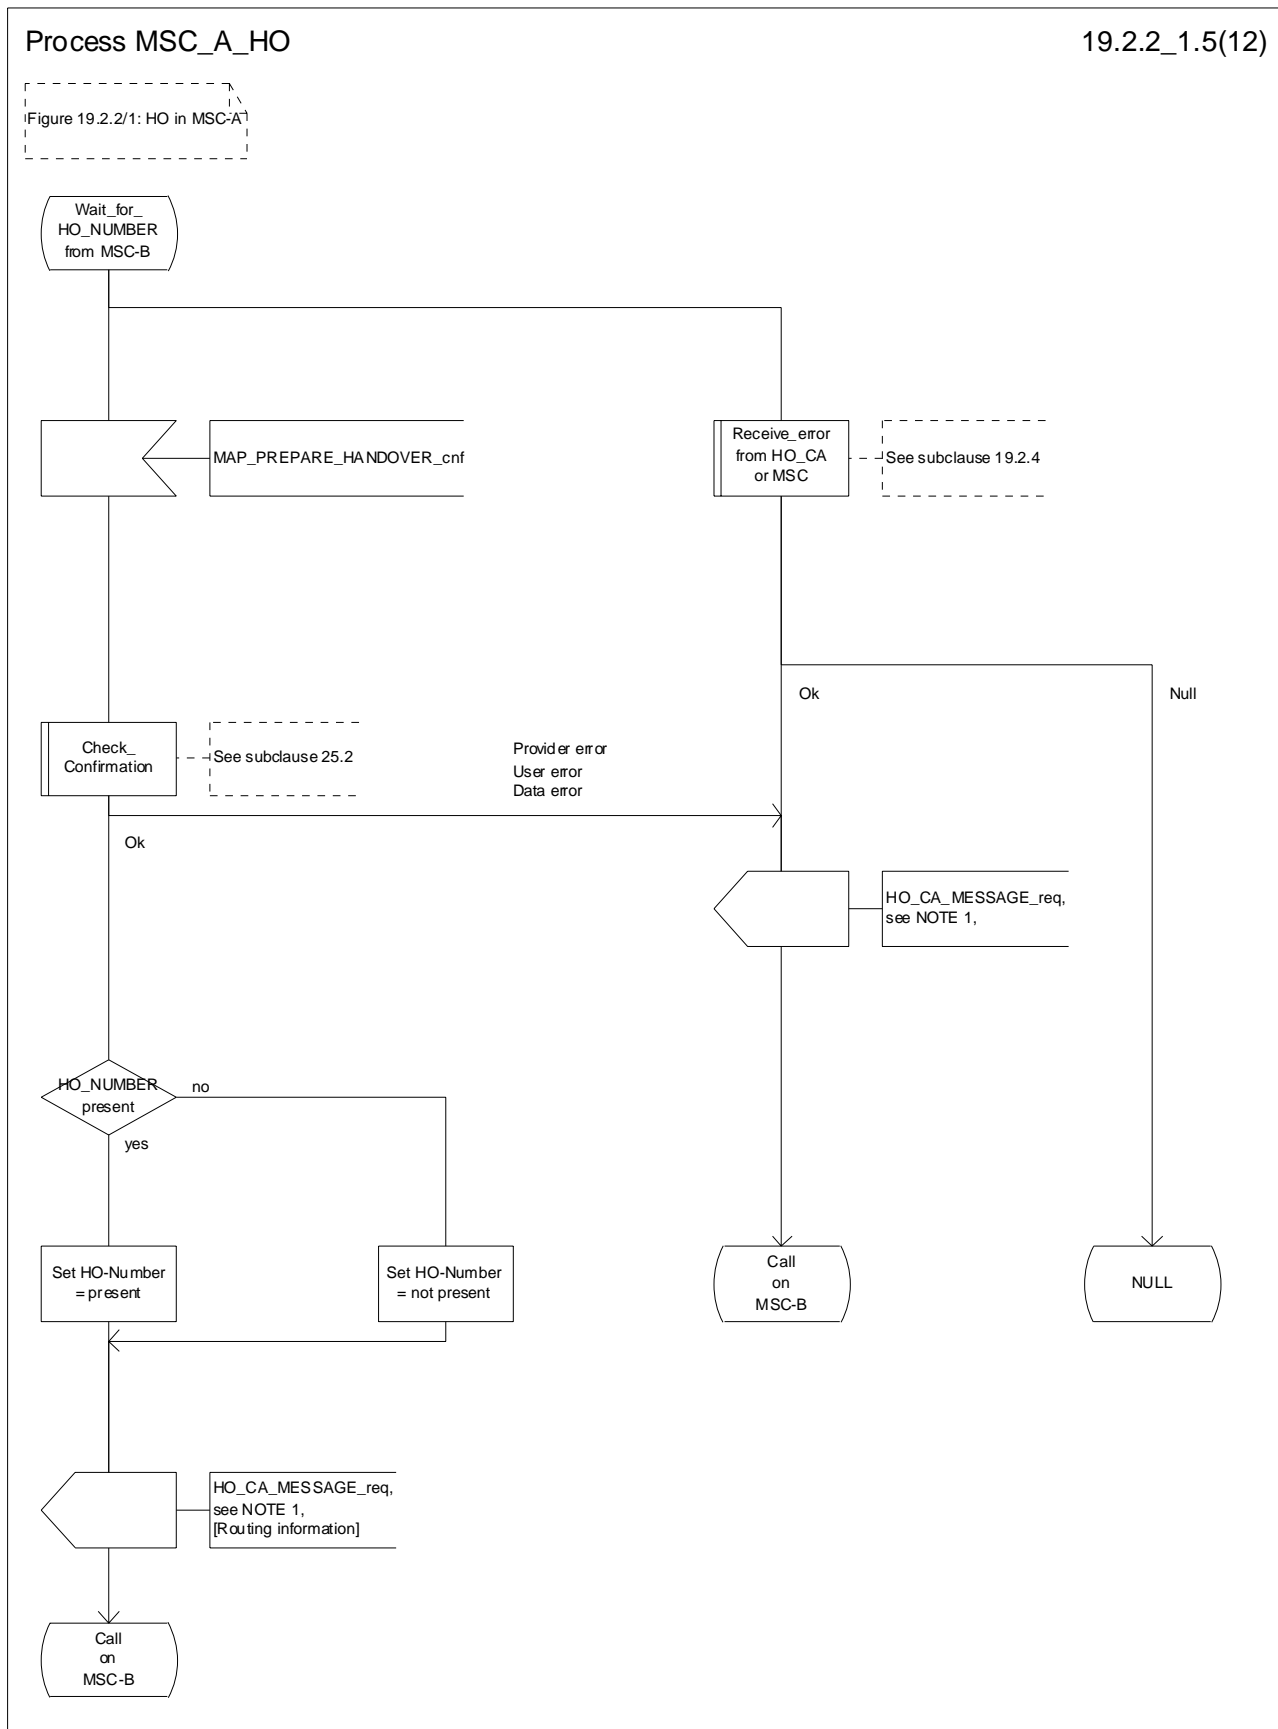 Process MSC_A_HO
19.2.2_1.5(12)
Figure 19.2.2/1: HO in MSC-A
Wait_for_
HO_NUMBER
from MSC-B
MAP_PREPARE_HANDOVER_cnf
Receive_error
from HO_CA
or MSC
See subclause 19.2.4
Ok
Null
Check_
Confirmation
See subclause 25.2
Provider error
User error
Data error
Ok
HO_CA_MESSAGE_req,
see NOTE 1,
HO_NUMBER
present
no
yes
Set HO-Number
= present
Set HO-Number
= not present
Call
on
MSC-B
NULL
HO_CA_MESSAGE_req,
see NOTE 1,
[Routing information]
Call
on
MSC-B